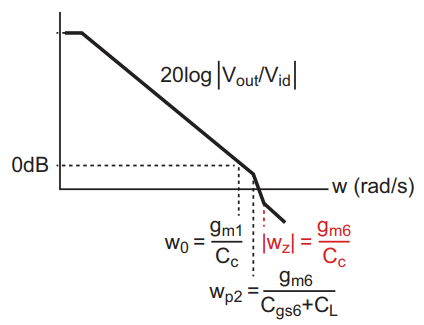 20log |Vout/Vid|
0dB
w (rad/s)
w0 = gm1/Cc
|wz| = gm6/Cc
wp2 = gm6/Cgs6+CL